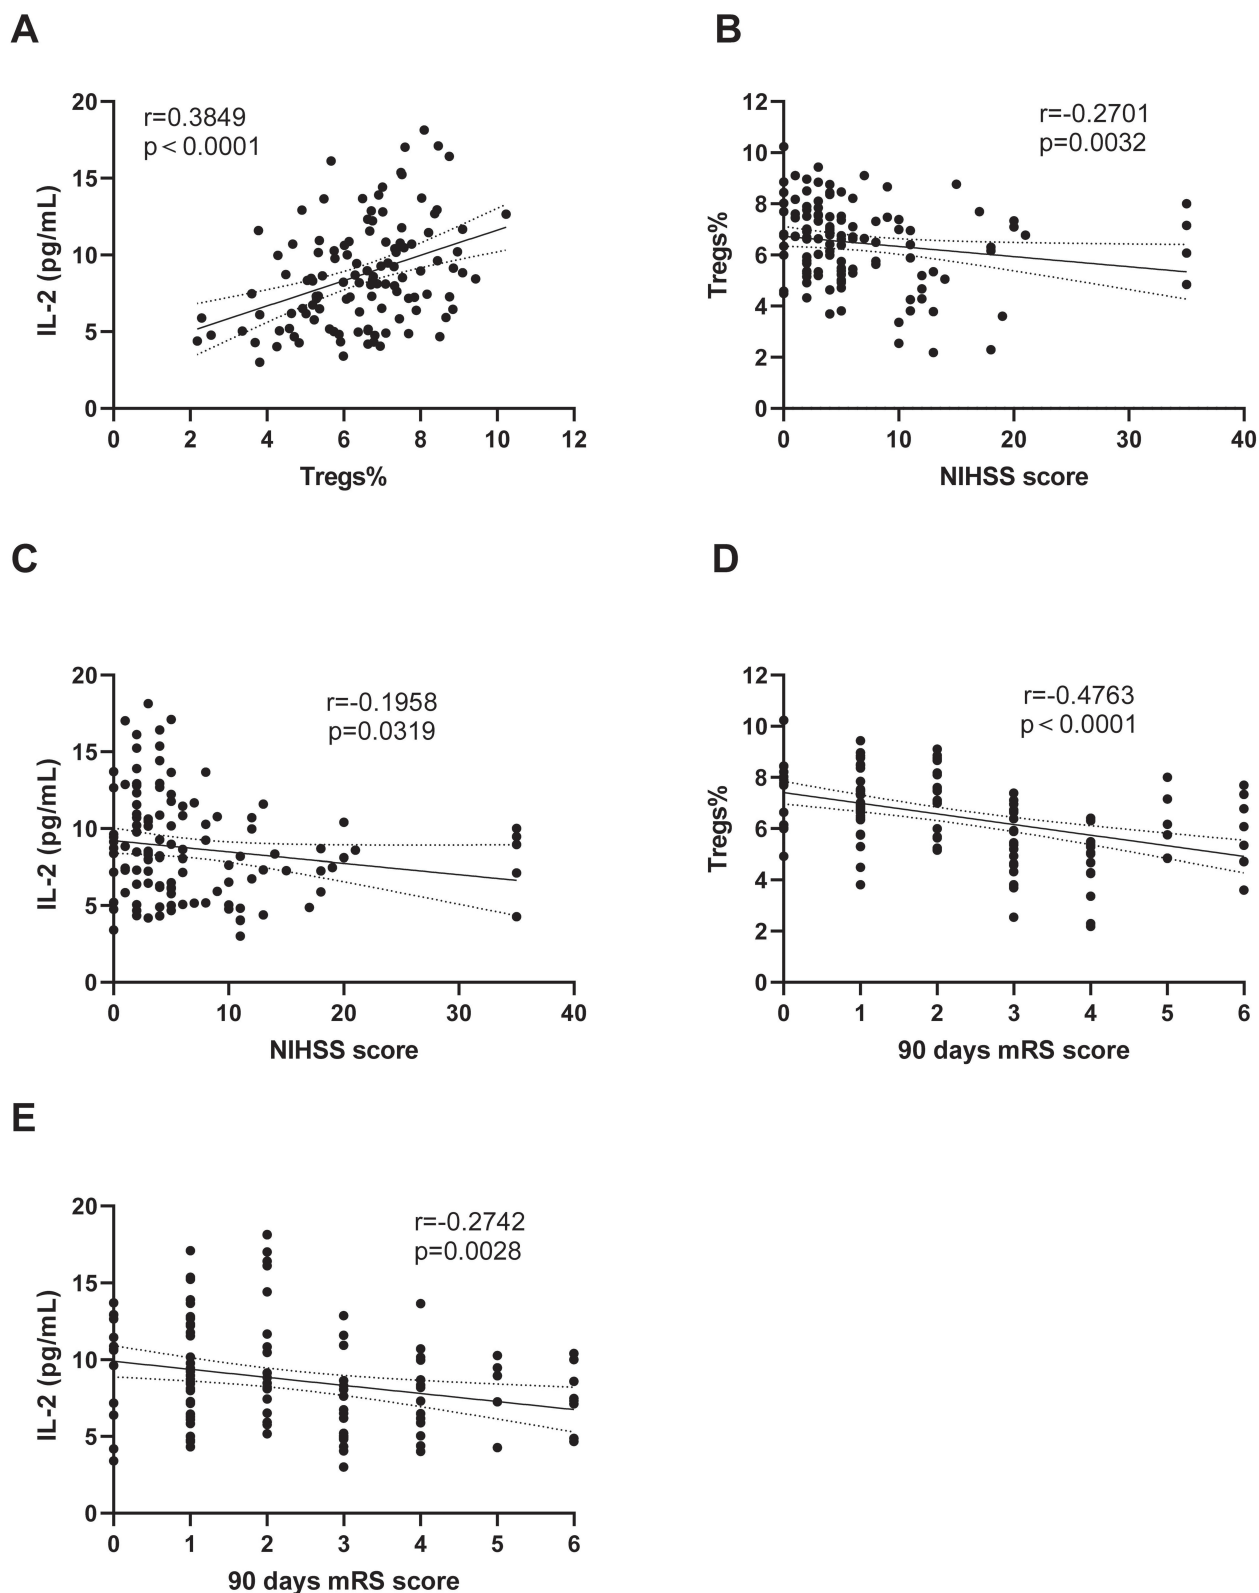 A
r=0.3849
p<0.0001
IL-2 (pg/mL)
20
15
10
5
0
0 2 4 6 8 10 12
Tregs%
B
r=-0.2701
p=0.0032
Tregs%
12
10
8
6
4
2
0
0 10 20 30 40
NIHSS score
C
r=-0.1958
p=0.0319
IL-2 (pg/mL)
20
15
10
5
0
0 10 20 30 40
NIHSS score
D
r=-0.4763
p<0.0001
Tregs%
12
10
8
6
4
2
0
0 1 2 3 4 5 6
90 days mRS score
E
r=-0.2742
p=0.0028
IL-2 (pg/mL)
20
15
10
5
0
0 1 2 3 4 5 6
90 days mRS score